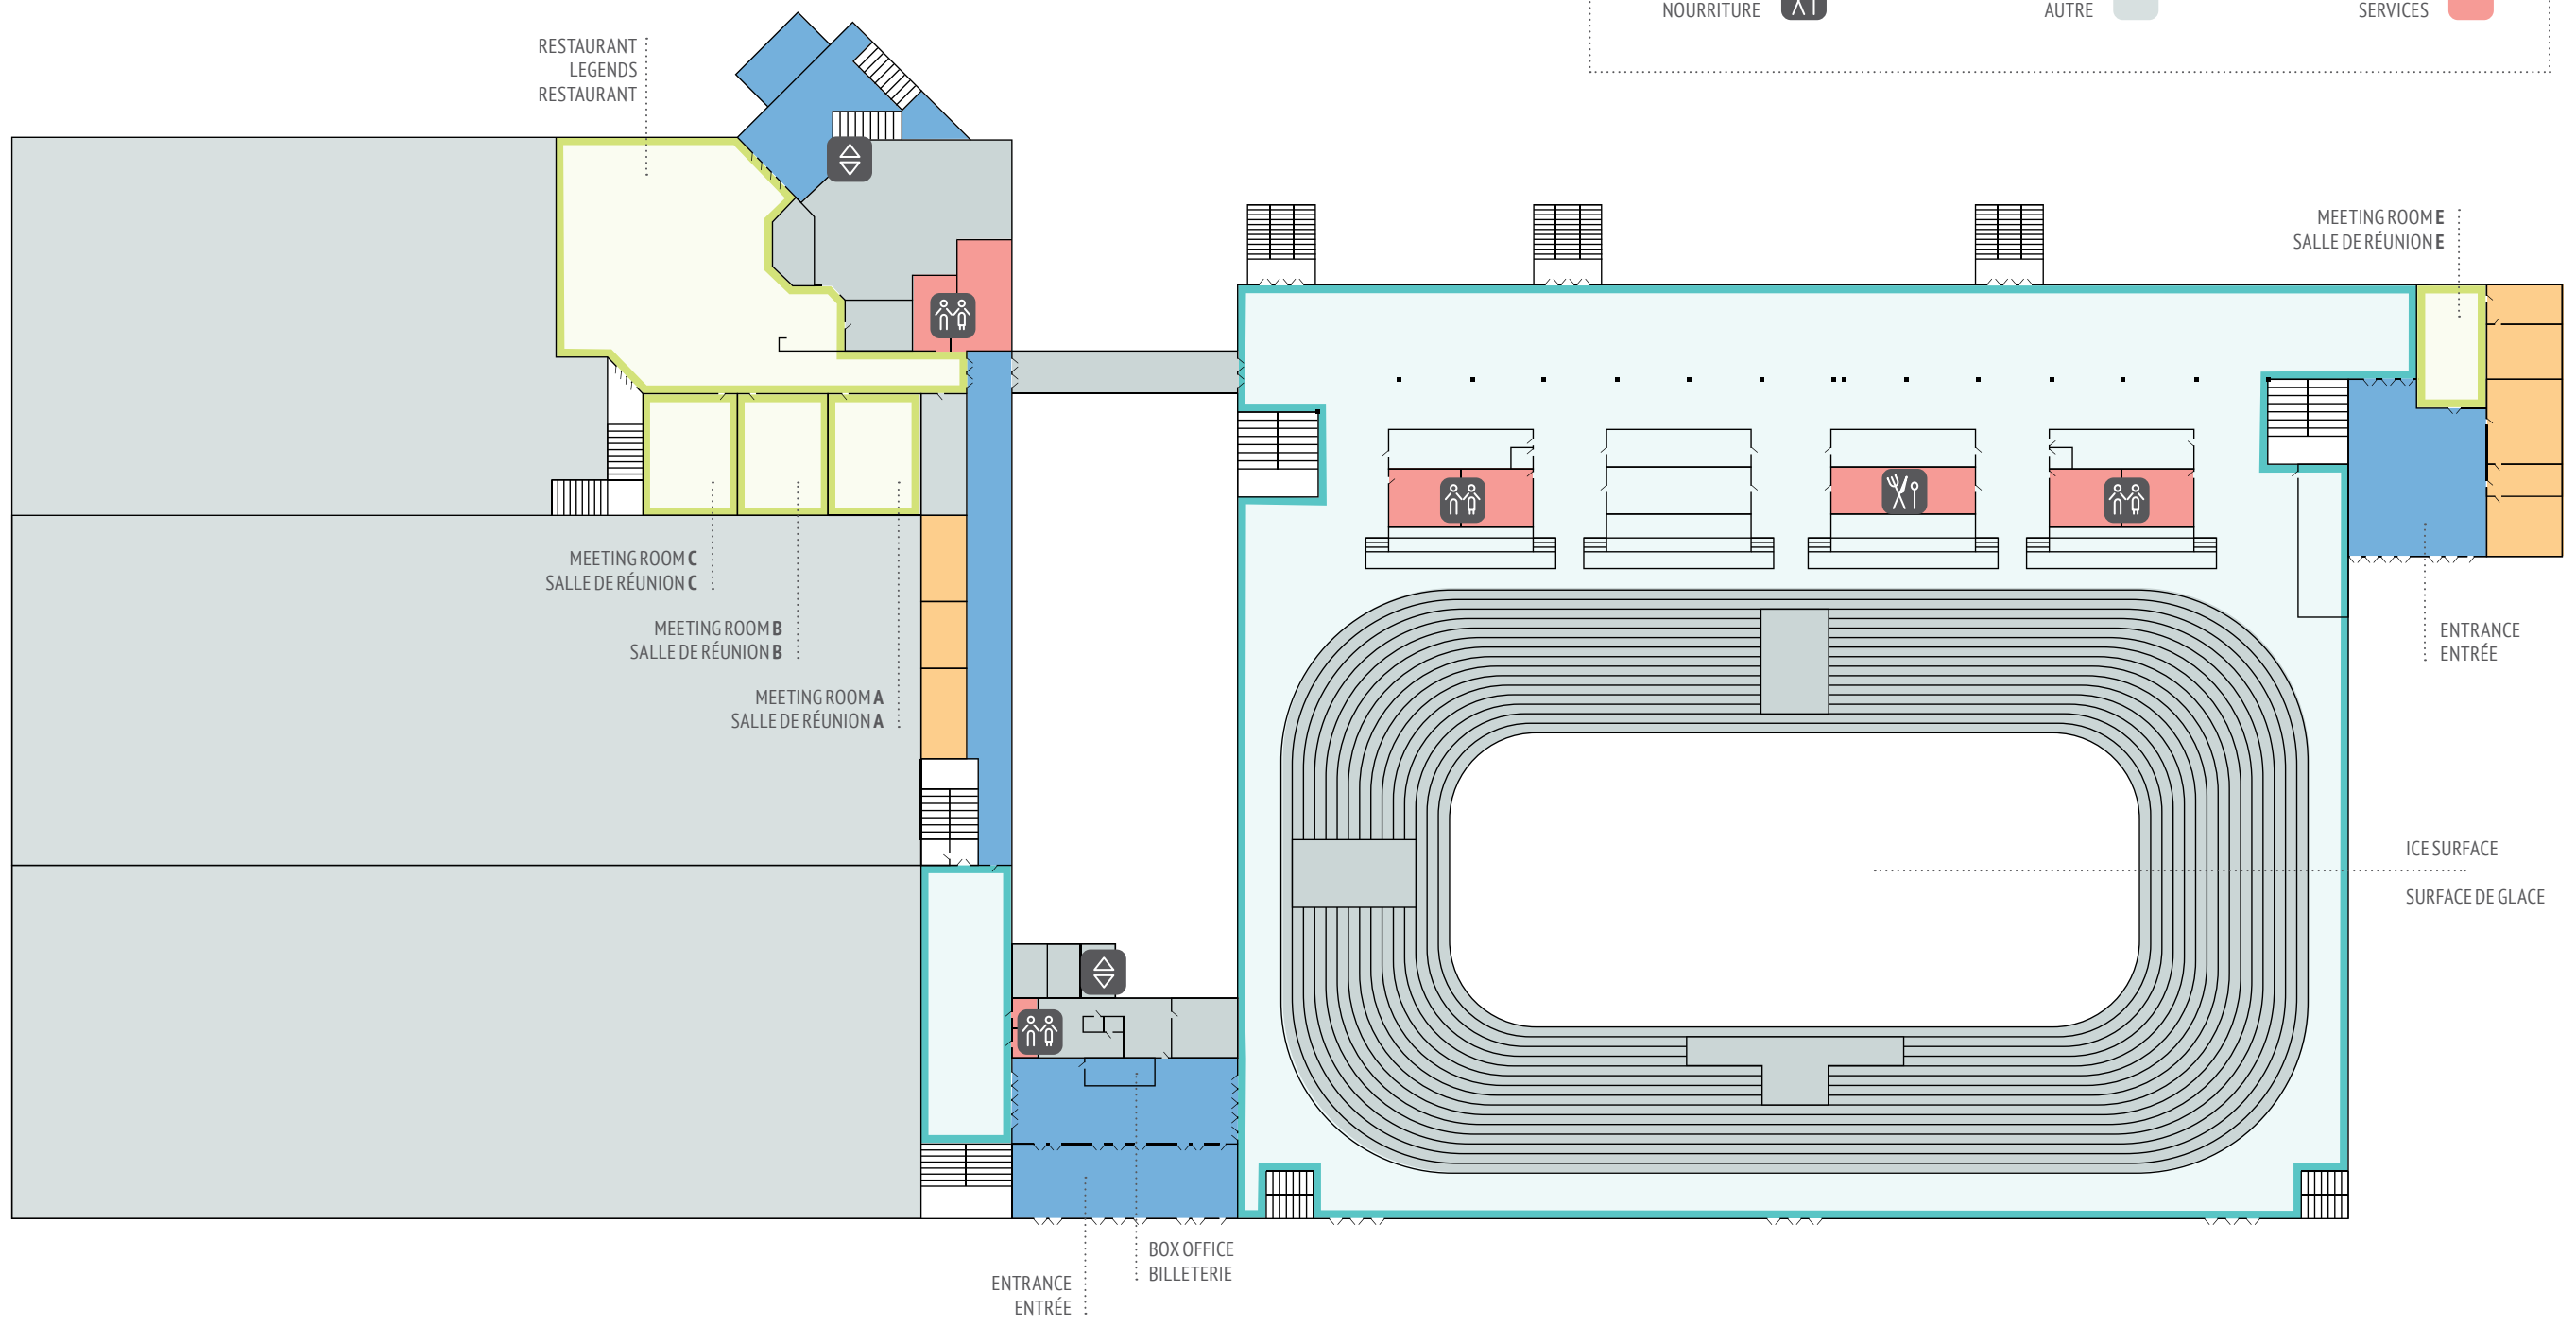 NOURRITURE
AUTRE
SERVICES
RESTAURANT
LEGENDS
RESTAURANT
MEETING ROOM E
SALLE DE RÉUNION E
MEETING ROOM C
SALLE DE RÉUNION C
MEETING ROOM B
SALLE DE RÉUNION B
MEETING ROOM A
SALLE DE RÉUNION A
ENTRANCE
ENTRÉE
ICE SURFACE
SURFACE DE GLACE
BOX OFFICE
BILLETERIE
ENTRANCE
ENTRÉE